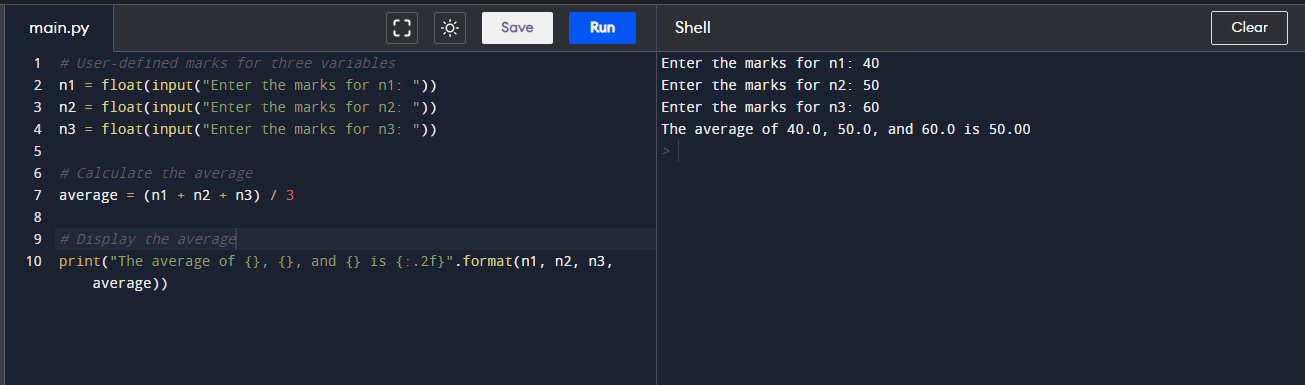 main.py Save Run Shell Clear
1 # User-defined marks for three variables
2 n1 = float(input("Enter the marks for n1: "))
3 n2 = float(input("Enter the marks for n2: "))
4 n3 = float(input("Enter the marks for n3: "))
5
6 # Calculate the average
7 average = (n1 + n2 + n3) / 3
8
9 # Display the average
10 print("The average of {}, {}, and {} is {:.2f}".format(n1, n2, n3,
average))
Enter the marks for n1: 40
Enter the marks for n2: 50
Enter the marks for n3: 60
The average of 40.0, 50.0, and 60.0 is 50.00
>